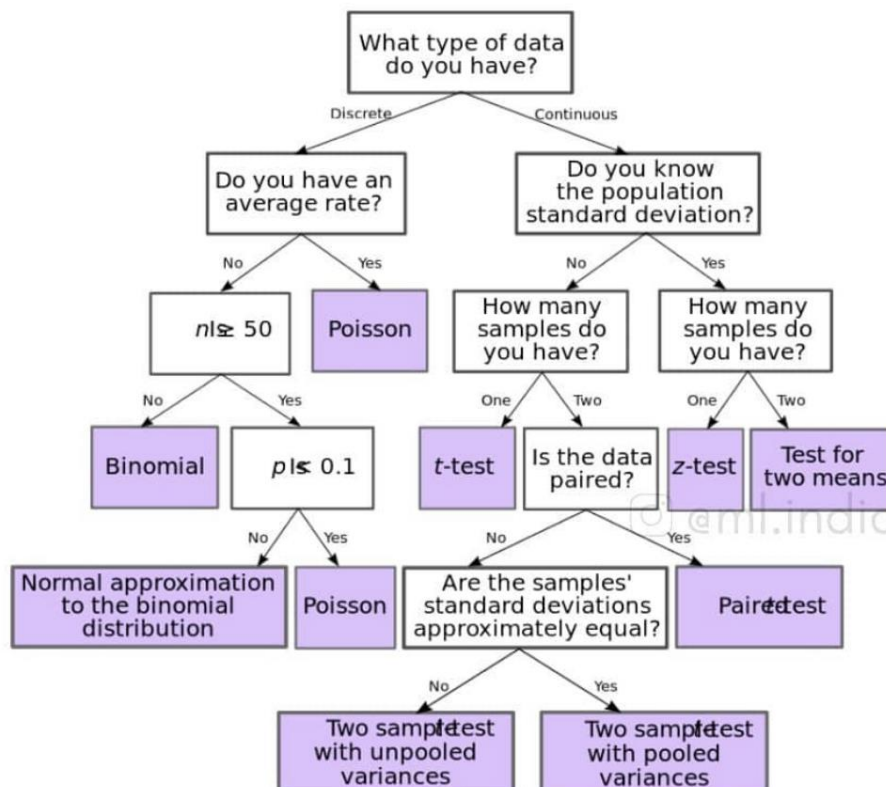 What type of data
do you have?
Discrete
Continuous
Do you have an
average rate?
Do you know
the population
standard deviation?
No
Yes
No
Yes
n Is ≥ 50
Poisson
How many
samples do
you have?
How many
samples do
you have?
No
Yes
One
Two
One
Two
Binomial
p Is < 0.1
t-test
Is the data
paired?
z-test
Test for
two means
@ml.indic
No
Yes
No
Yes
Normal approximation
to the binomial
distribution
Poisson
Are the samples'
standard deviations
approximately equal?
Paired t-test
No
Yes
Two sample t-test
with unpooled
variances
Two sample t-test
with pooled
variances